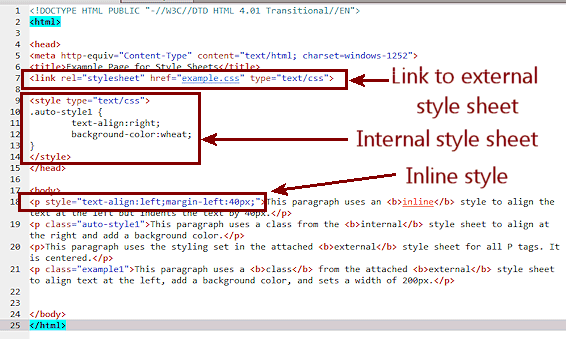 1 <!DOCTYPE HTML PUBLIC "-//W3C//DTD HTML 4.01 Transitional//EN">
2 <html>
3
4 <head>
5 <meta http-equiv="Content-Type" content="text/html; charset=windows-1252">
6 <title>Example Page for Style Sheets</title>
7 <link rel="stylesheet" href="example.css" type="text/css">
Link to external
style sheet
8
9 <style type="text/css">
10 .auto-style1 {
11 text-align:right;
12 background-color:wheat;
13 }
14 </style>
Internal style sheet
15 </head>
16
Inline style
17 <body>
18 <p style="text-align:left;margin-left:40px;">This paragraph uses an <b>inline</b> style to align the
text at the left but indents the text by 40px.</p>
19 <p class="auto-style1">This paragraph uses a class from the <b>internal</b> style sheet to align at
the right and add a background color.</p>
20 <p>This paragraph uses the styling set in the attached <b>external</b> style sheet for all P tags. It
is centered.</p>
21 <p class="example1">This paragraph uses a <b>class</b> from the attached <b>external</b> style sheet
to align text at the left, add a background color, and sets a width of 200px.</p>
22
23
24 </body>
25 </html>